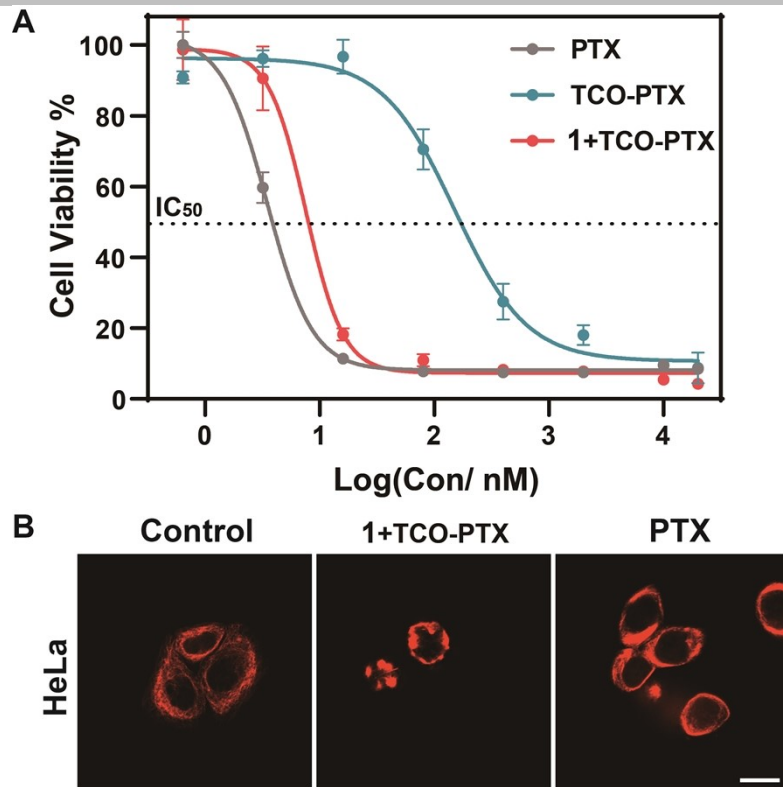 A
Cell Viability %
100
80
60
40
20
0
IC50
PTX
TCO-PTX
1+TCO-PTX
0 1 2 3 4
Log(Con/ nM)
B
Control 1+TCO-PTX PTX
HeLa